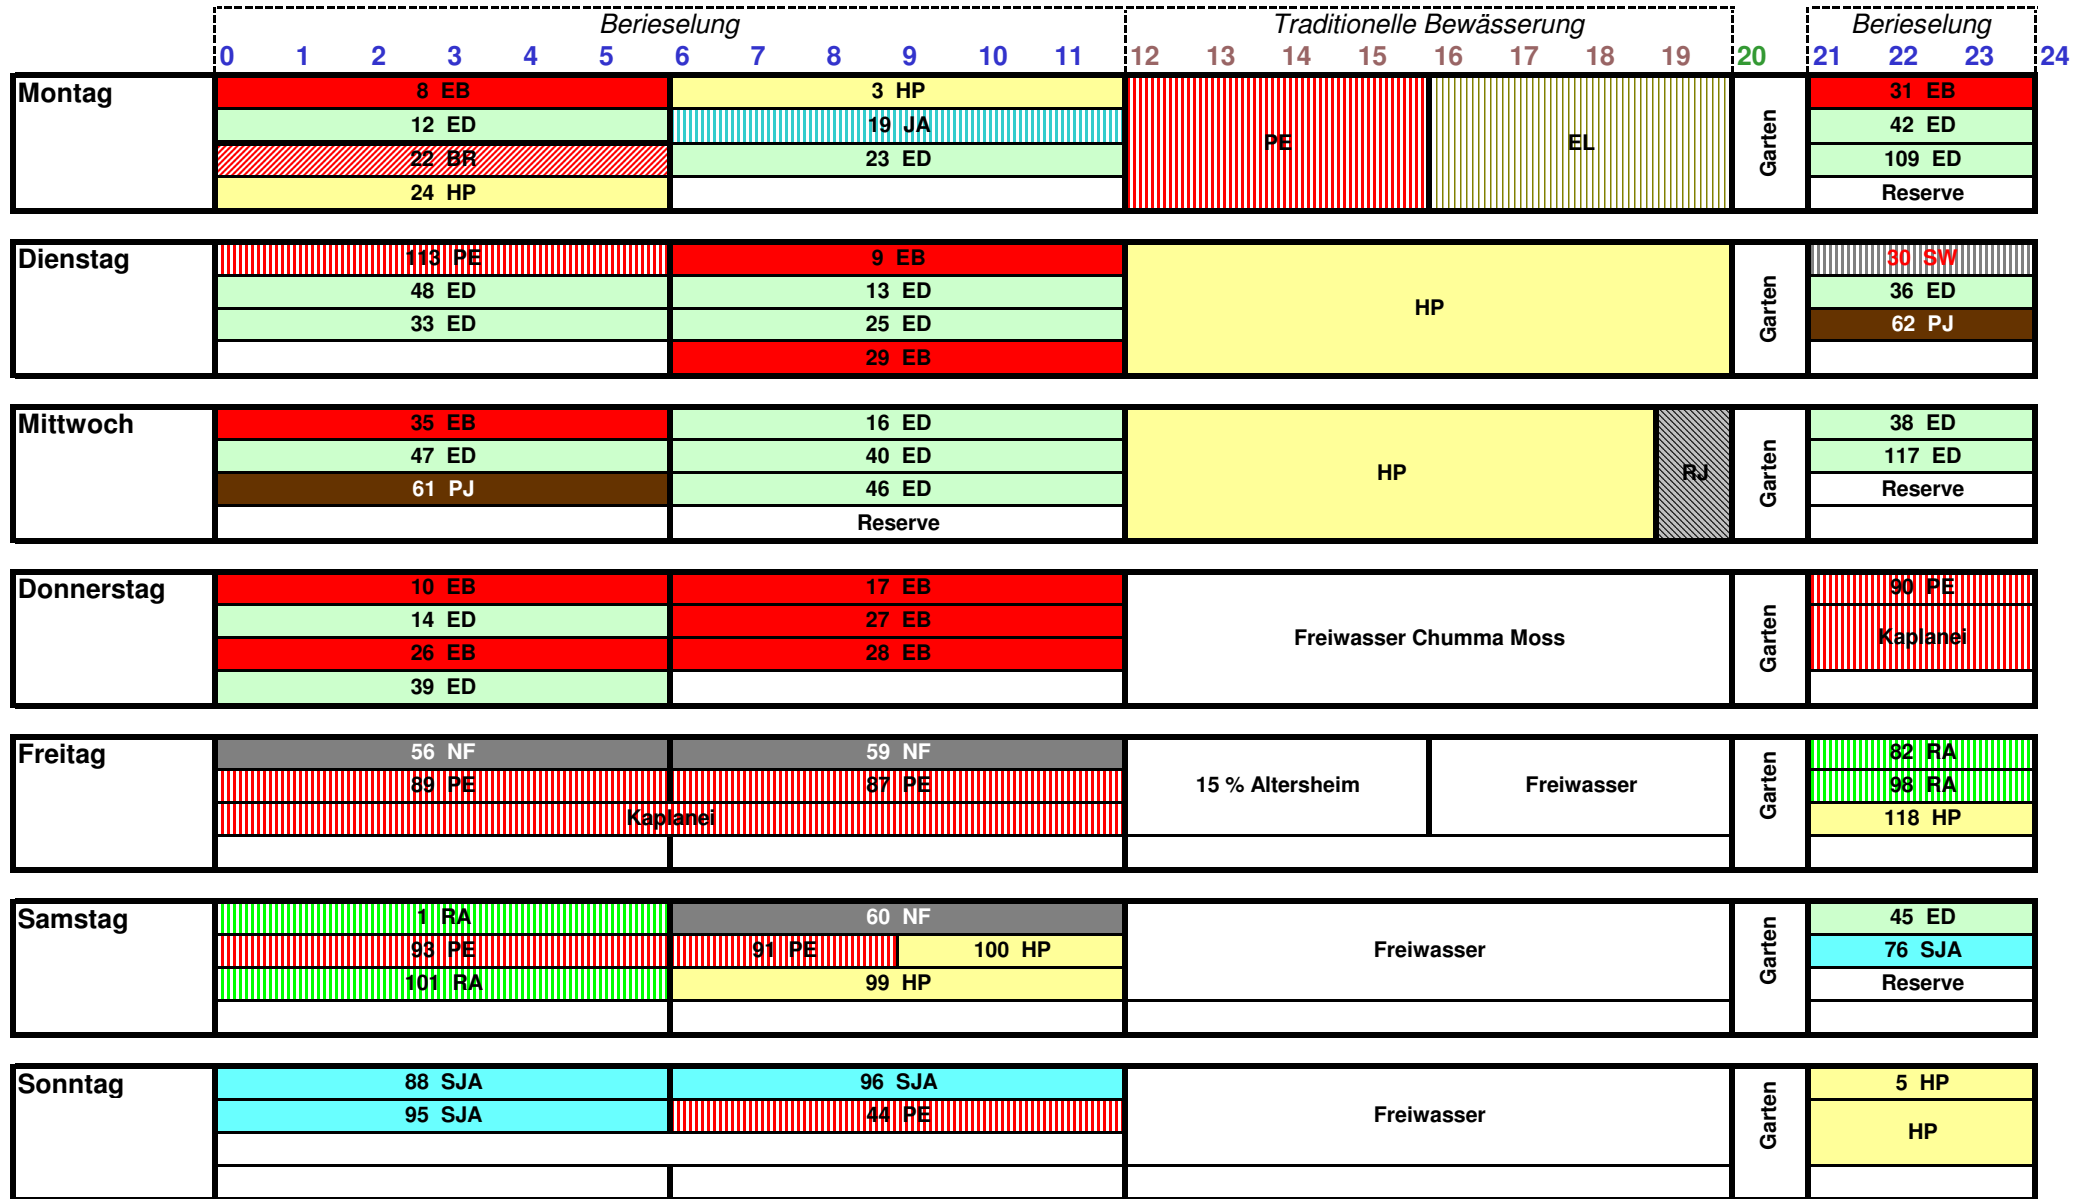 Berieselung Traditionelle Bewässerung Berieselung
0 1 2 3 4 5 6 7 8 9 10 11 12 13 14 15 16 17 18 19 20 21 22 23 24
Montag 8 EB 3 HP 31 EB
12 ED 19 JA 42 ED
PE EL Garten
22 BR 23 ED 109 ED
24 HP Reserve
Dienstag 113 PE 9 EB 30 SW
48 ED 13 ED 36 ED
HP Garten
33 ED 25 ED 62 PJ
29 EB
Mittwoch 35 EB 16 ED 38 ED
47 ED 40 ED 117 ED
HP RJ Garten
61 PJ 46 ED Reserve
Reserve
Donnerstag 10 EB 17 EB 90 PE
14 ED 27 EB
Freiwasser Chumma Moss Garten Kaplanei
26 EB 28 EB
39 ED
Freitag 56 NF 59 NF 82 RA
89 PE 87 PE 15 % Altersheim Freiwasser Garten 98 RA
Kaplanei 118 HP
Samstag 1 RA 60 NF 45 ED
93 PE 91 PE 100 HP Freiwasser Garten 76 SJA
101 RA 99 HP Reserve
Sonntag 88 SJA 96 SJA 5 HP
95 SJA 44 PE Freiwasser Garten HP